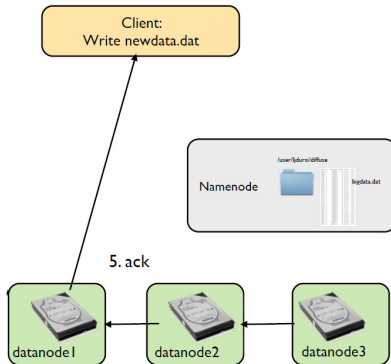 Client:
Write newdata.dat
/user/ljdursi/diffuse
Namenode
bigdata.dat
5. ack
datanode1
datanode2
datanode3